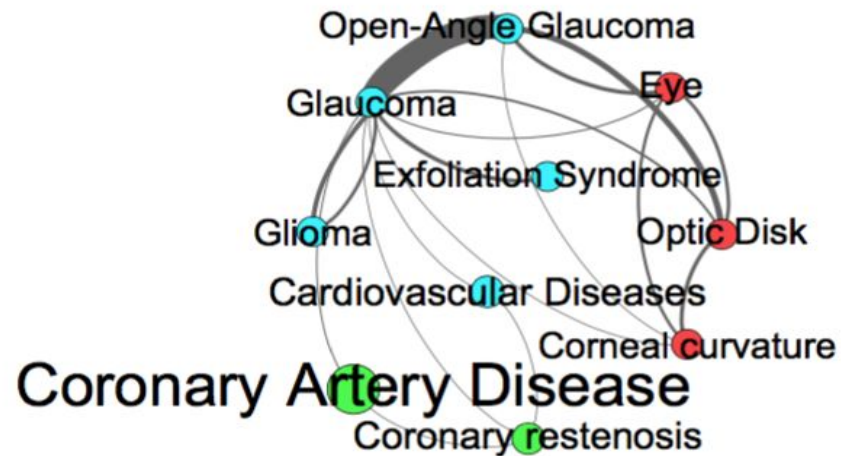 Open-Angle Glaucoma
Eye
Glaucoma
Exfoliation Syndrome
Glioma
Optic Disk
Cardiovascular Diseases
Corneal curvature
Coronary Artery Disease
Coronary restenosis